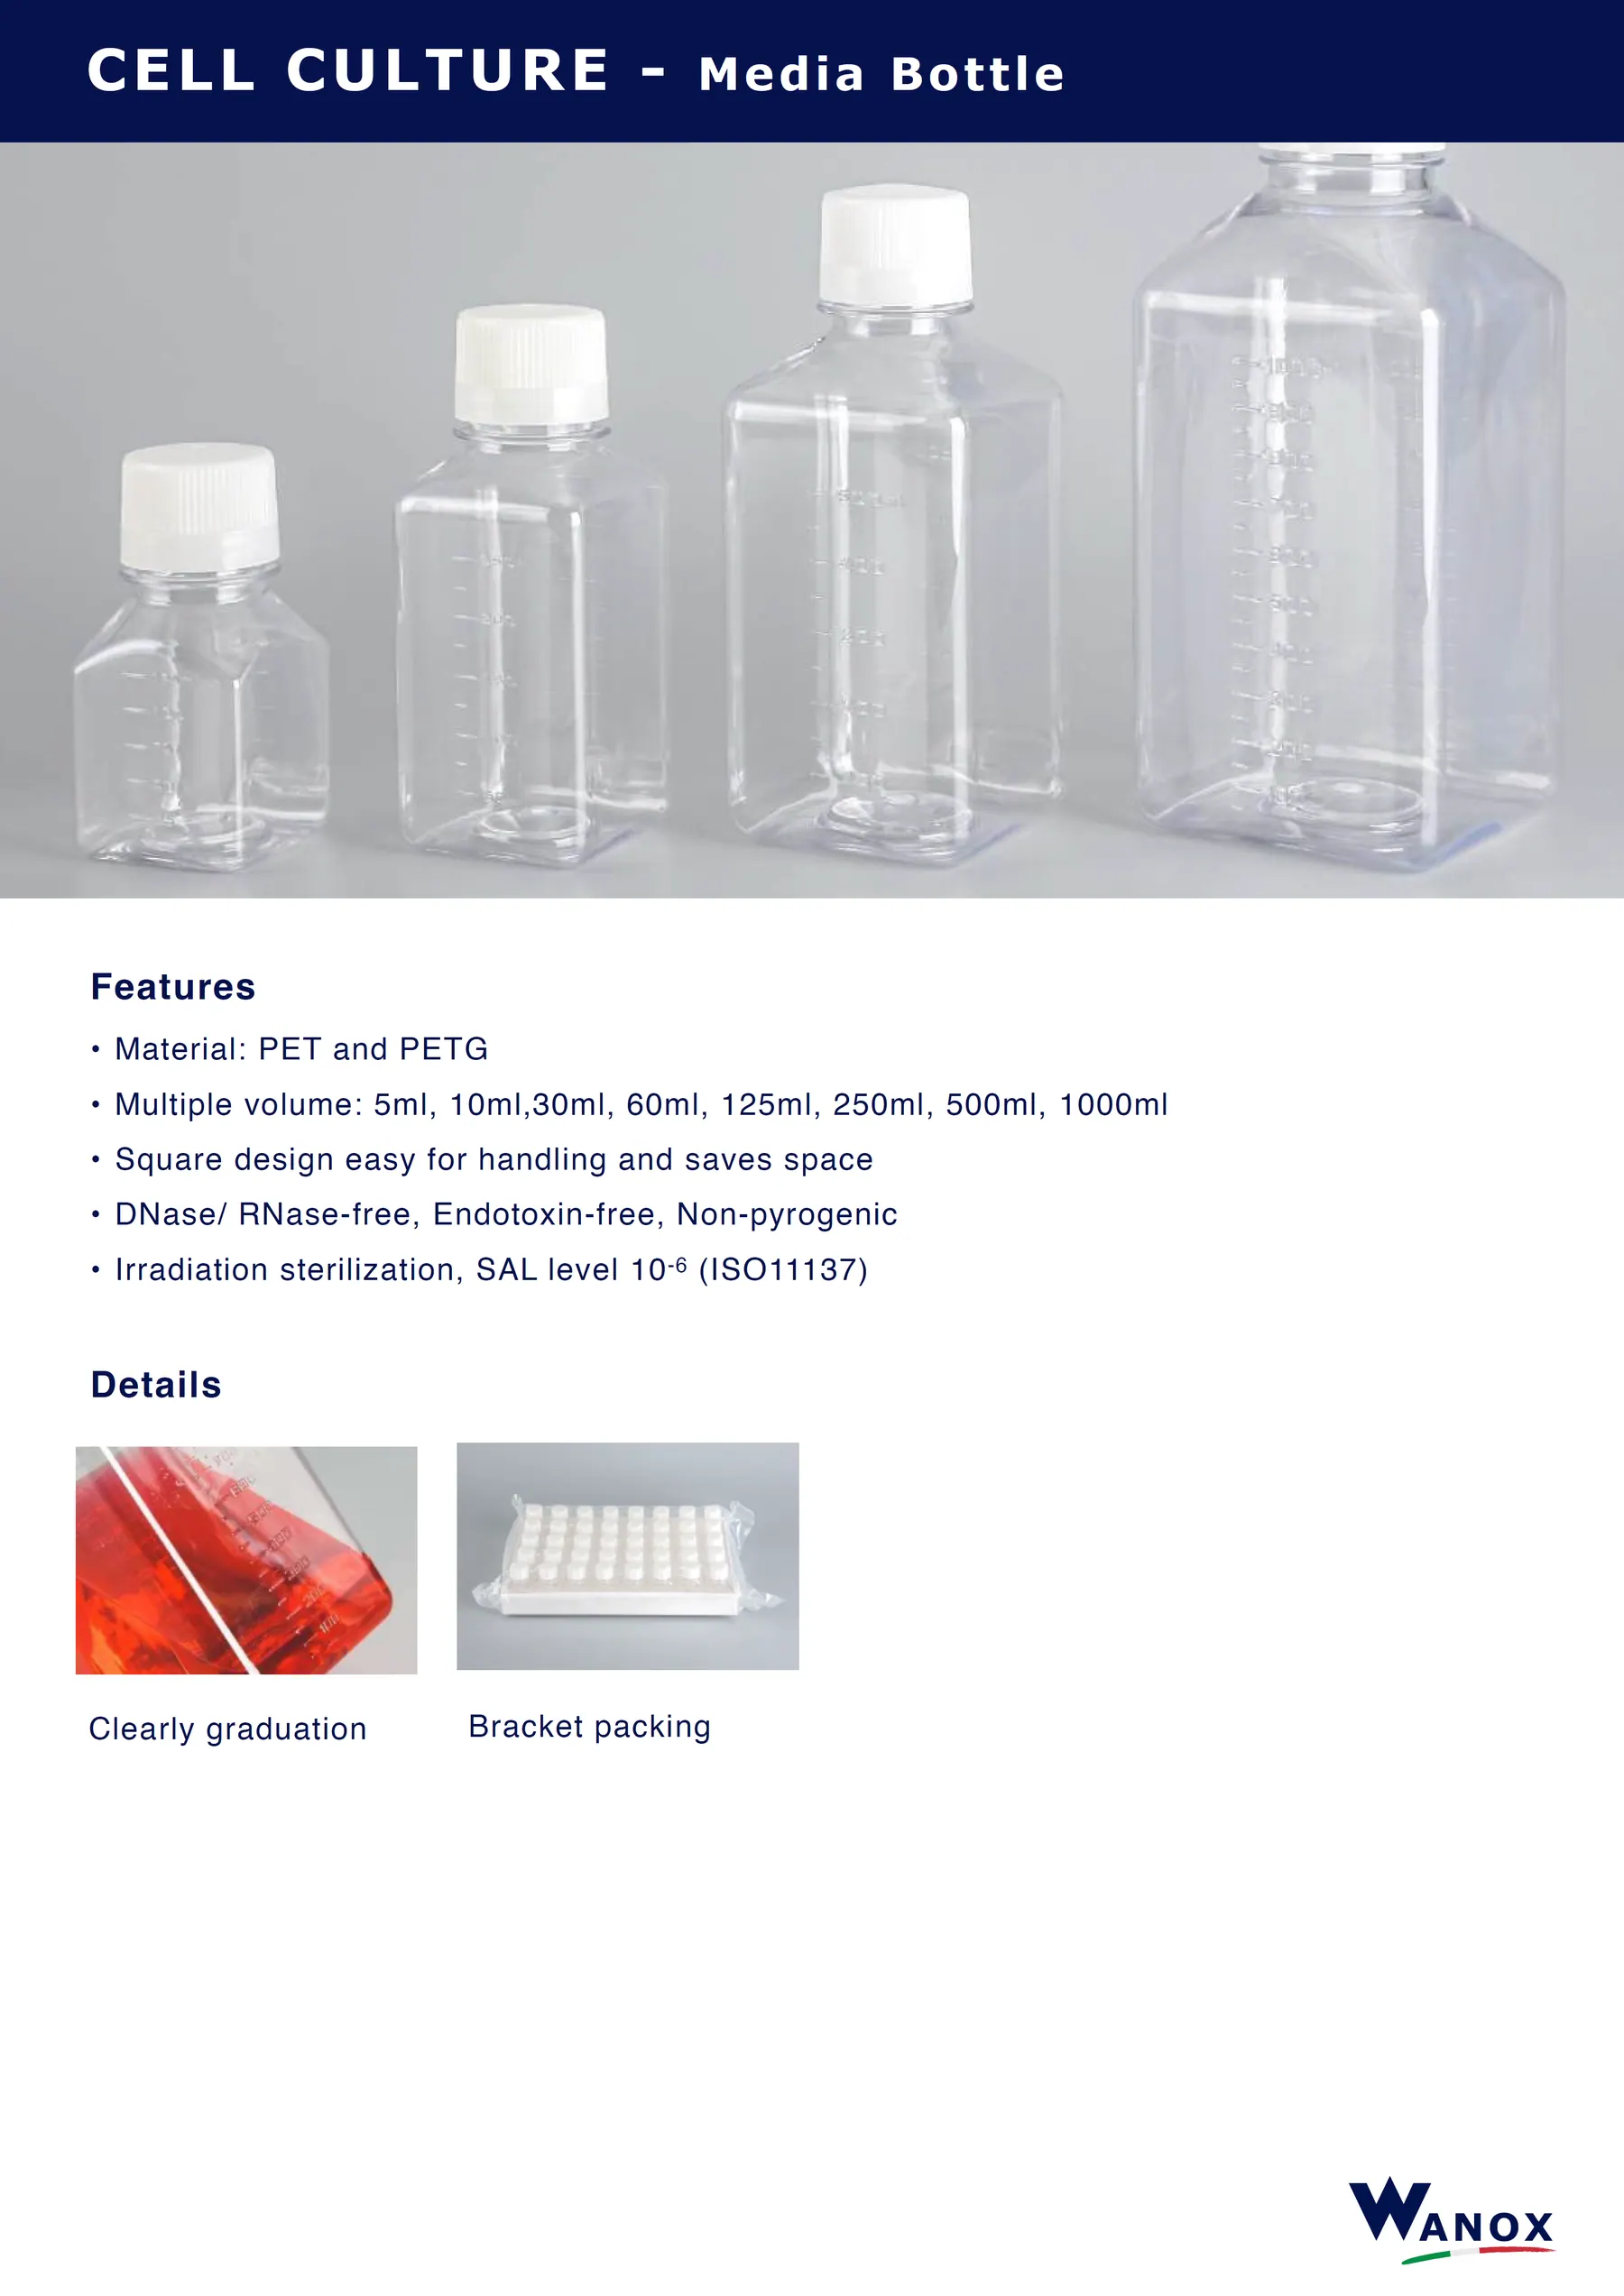 CELL CULTURE - Media Bottle
Features
• Material: PET and PETG
• Multiple volume: 5ml, 10ml,30ml, 60ml, 125ml, 250ml, 500ml, 1000ml
• Square design easy for handling and saves space
• DNase/ RNase-free, Endotoxin-free, Non-pyrogenic
• Irradiation sterilization, SAL level 10⁻⁶ (ISO11137)
Details
Clearly graduation
Bracket packing
WANOX